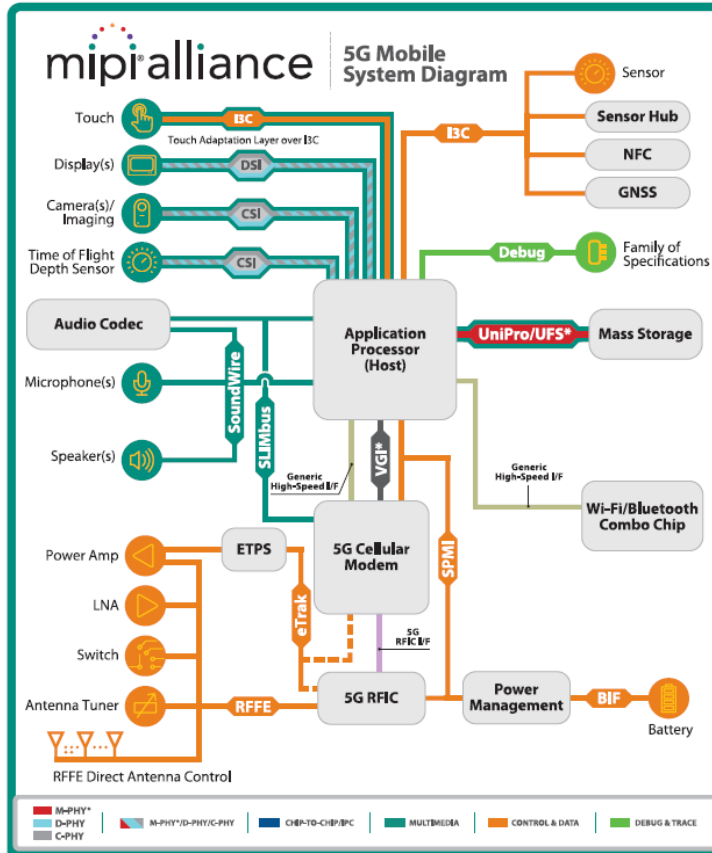 mipi® alliance
5G Mobile
System Diagram
Touch
I3C
Touch Adaptation Layer over I3C
Display(s)
DSI
Camera(s)/
Imaging
CSI
Time of Flight
Depth Sensor
CSI
I3C
Sensor
Sensor Hub
NFC
GNSS
Debug
Family of
Specifications
Audio Codec
Application
Processor
(Host)
UniPro/UFS*
Mass Storage
Microphone(s)
SoundWire
SLIMbus
Speaker(s)
Generic
High-Speed I/F
VGI*
Generic
High-Speed I/F
Wi-Fi/Bluetooth
Combo Chip
Power Amp
ETPS
5G Cellular
Modem
SPMI
LNA
eTrak
Switch
5G
RFIC I/F
Antenna Tuner
RFFE
5G RFIC
Power
Management
BIF
Battery
RFFE Direct Antenna Control
M-PHY*
D-PHY
C-PHY
M-PHY*/D-PHY/C-PHY
CHIP-TO-CHIP/IPC
MULTIMEDIA
CONTROL & DATA
DEBUG & TRACE